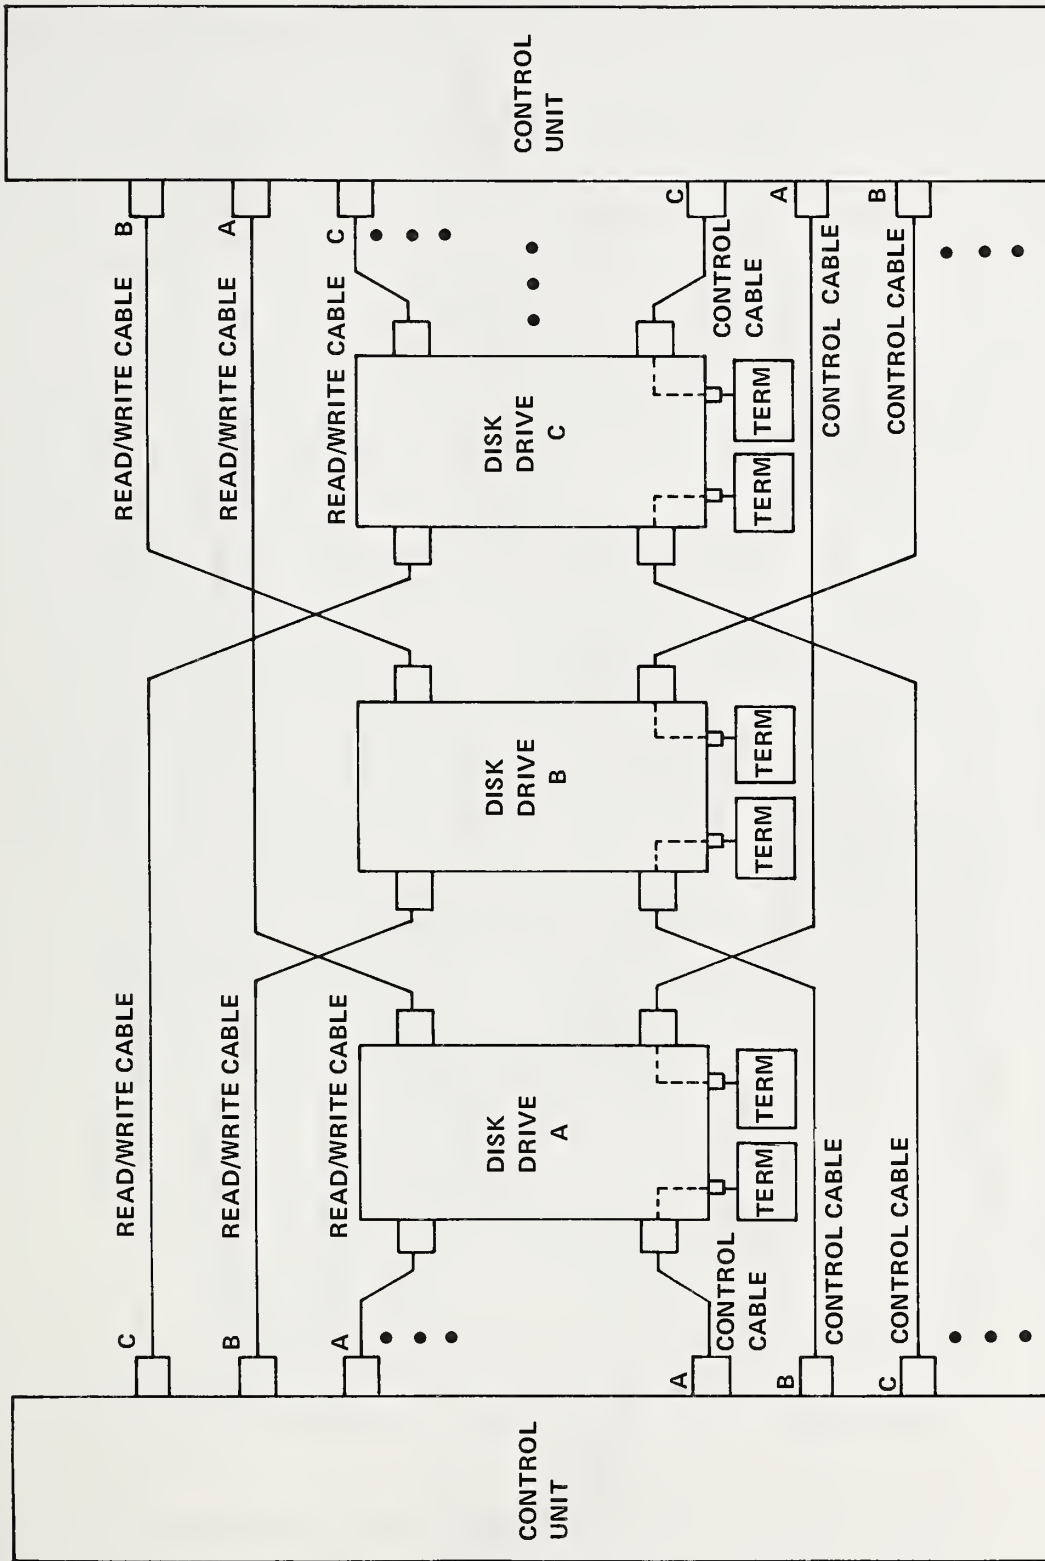 C
READ/WRITE CABLE
READ/WRITE CABLE
B
B
READ/WRITE CABLE
READ/WRITE CABLE
A
A
READ/WRITE CABLE
READ/WRITE CABLE
C
CONTROL
UNIT
DISK
DRIVE
A
DISK
DRIVE
B
DISK
DRIVE
C
CONTROL
UNIT
A
CONTROL
CABLE
CONTROL
CABLE
C
TERM
TERM
TERM
TERM
TERM
TERM
B
CONTROL CABLE
CONTROL CABLE
A
C
CONTROL CABLE
CONTROL CABLE
B